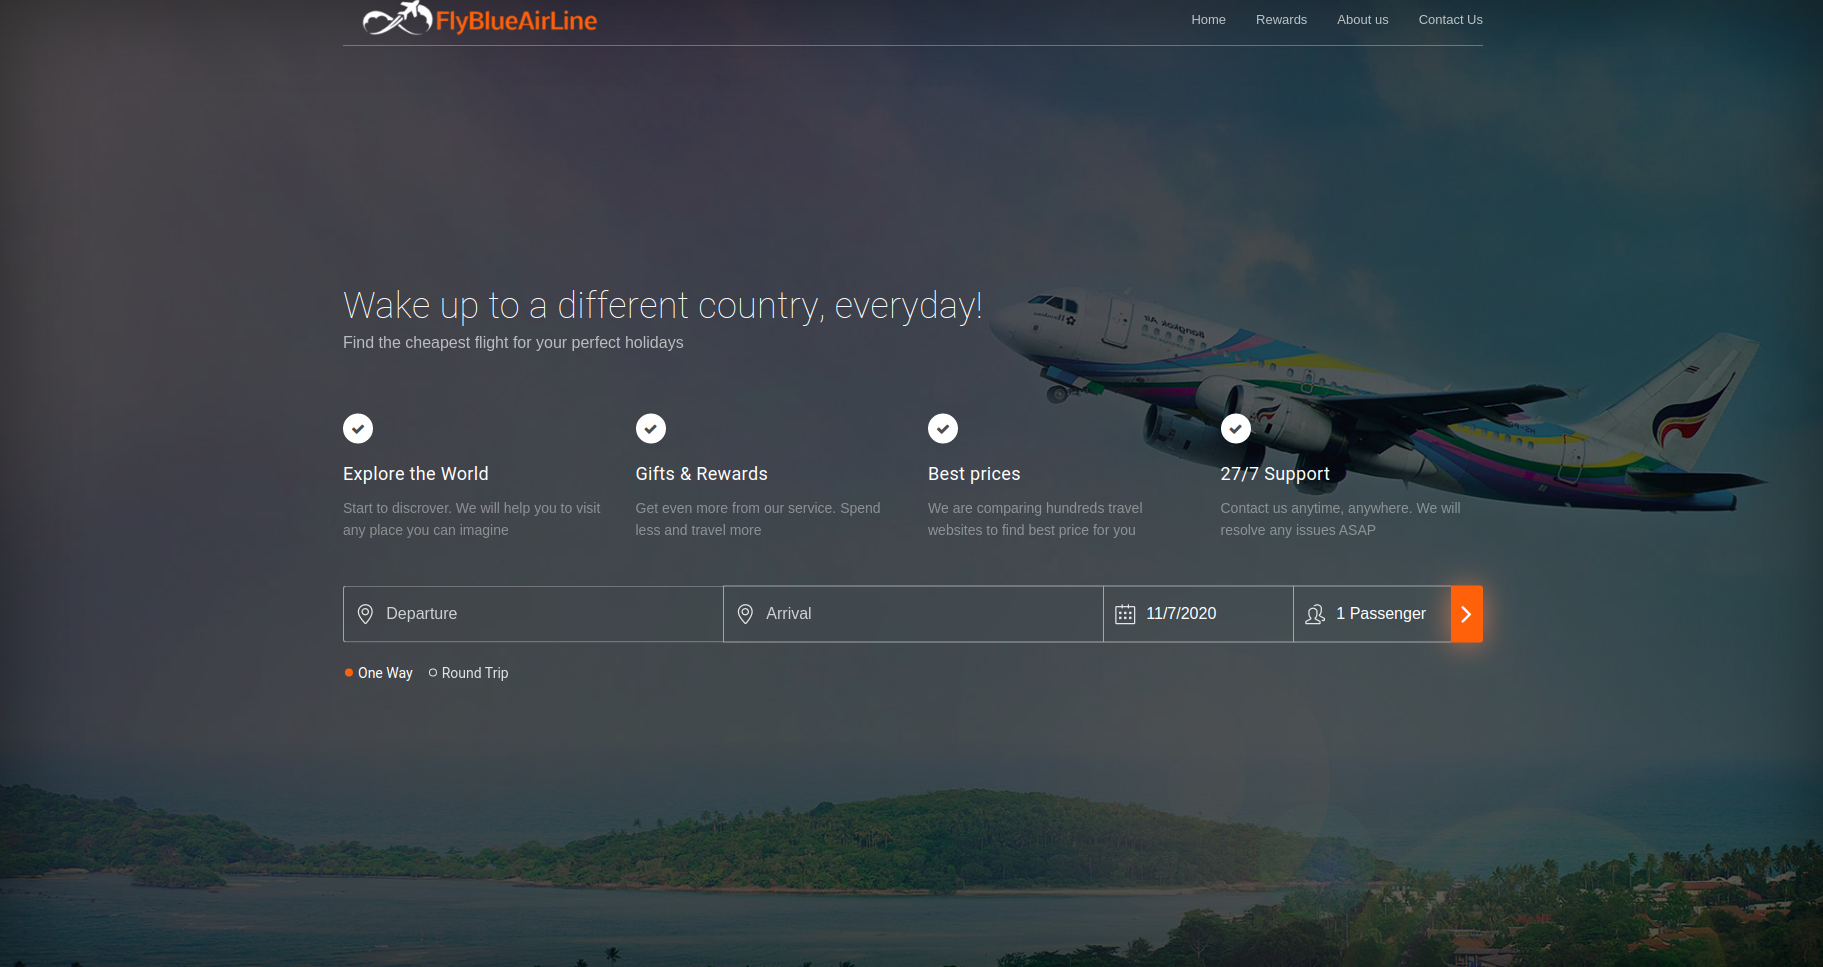 FlyBlueAirLine
Home Rewards About us Contact Us
Wake up to a different country, everyday!
Find the cheapest flight for your perfect holidays
Explore the World
Start to discrover. We will help you to visit
any place you can imagine
Gifts & Rewards
Get even more from our service. Spend
less and travel more
Best prices
We are comparing hundreds travel
websites to find best price for you
27/7 Support
Contact us anytime, anywhere. We will
resolve any issues ASAP
Departure
Arrival
11/7/2020
1 Passenger
One Way
Round Trip
Bangkok Air